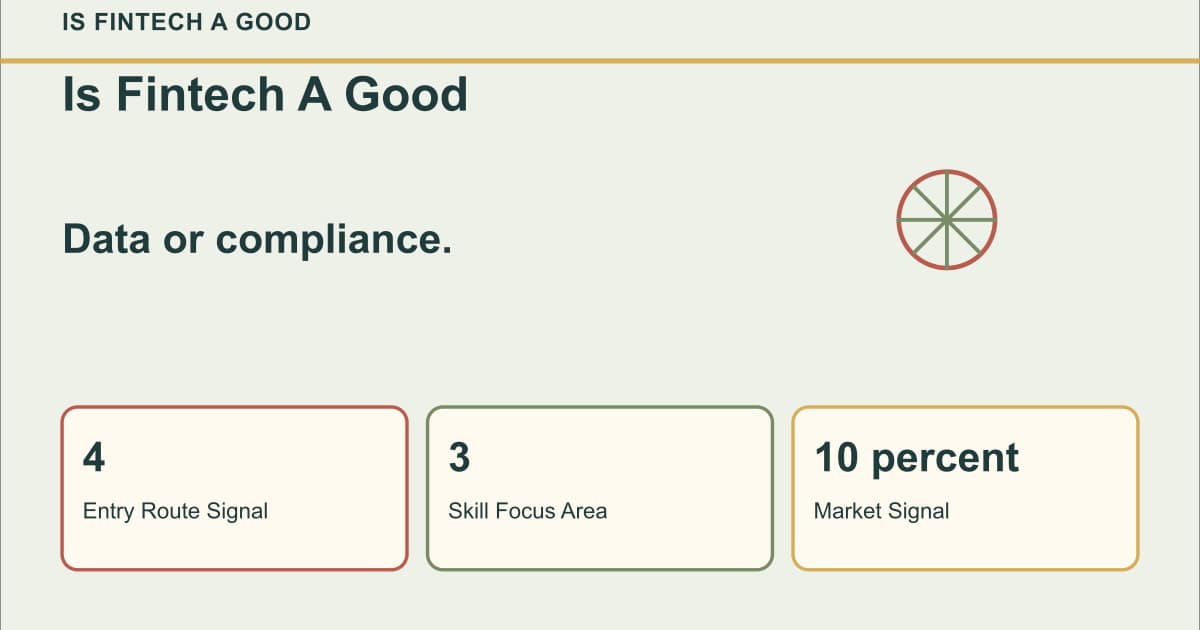 IS FINTECH A GOOD
Is Fintech A Good
Data or compliance.
4
Entry Route Signal
3
Skill Focus Area
10 percent
Market Signal